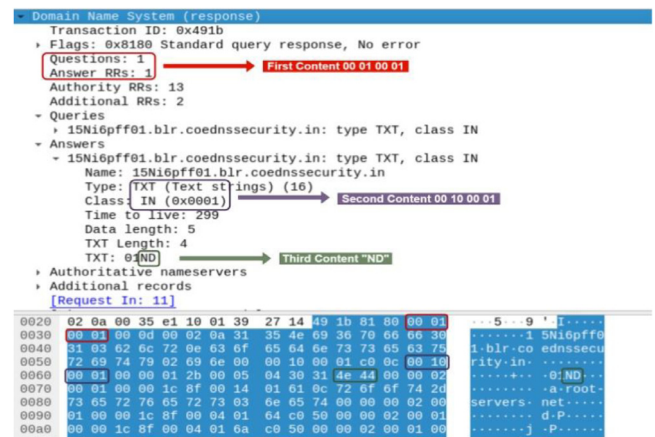 Domain Name System (response)
Transaction ID: 0x491b
Flags: 0x8180 Standard query response, No error
Questions: 1
Answer RRs: 1
First Content 00 01 00 01
Authority RRs: 13
Additional RRs: 2
Queries
15Ni6pff01.blr.coednssecurity.in: type TXT, class IN
Answers
15Ni6pff01.blr.coednssecurity.in: type TXT, class IN
Name: 15Ni6pff01.blr.coednssecurity.in
Type: TXT (Text strings) (16)
Class: IN (0x0001)
Second Content 00 10 00 01
Time to live: 299
Data length: 5
TXT Length: 4
TXT: 01ND
Third Content "ND"
Authoritative nameservers
Additional records
[Request In: 11]
0020 02 0a 00 35 e1 10 01 39 27 14 49 1b 81 80 00 01 ···5···9 '·I·····
0030 00 01 00 0d 00 02 0a 31 35 4e 69 36 70 66 66 30 ·······1 5Ni6pff0
0040 31 03 62 6c 72 0e 63 6f 65 64 6e 73 73 65 63 75 1·blr·co ednssecu
0050 72 69 74 79 02 69 6e 00 00 10 00 01 c0 0c 00 10 rity·in· ········
0060 00 01 00 00 01 2b 00 05 04 30 31 4e 44 00 00 02 ·····+·· ·01ND···
0070 00 01 00 00 1c 8f 00 14 01 61 0c 72 6f 6f 74 2d ········ ·a·root-
0080 73 65 72 76 65 72 73 03 6e 65 74 00 00 00 02 00 servers· net·····
0090 01 00 00 1c 8f 00 04 01 64 c0 50 00 00 02 00 01 ········ d·P·····
00a0 00 00 1c 8f 00 04 01 6a c0 50 00 00 02 00 01 00 ·······j ·P······